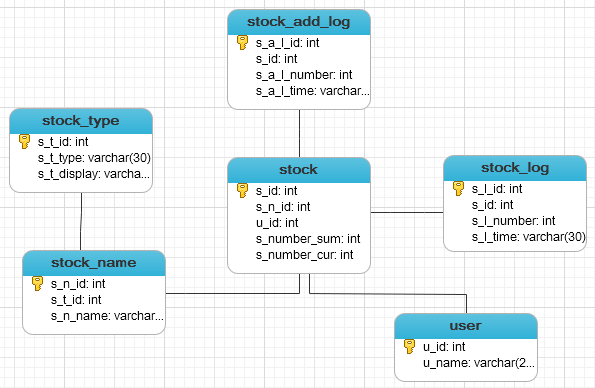 stock_add_log
s_a_l_id: int
s_id: int
s_a_l_number: int
s_a_l_time: varchar...
stock_type
s_t_id: int
s_t_type: varchar(30)
s_t_display: varcha...
stock
s_id: int
s_n_id: int
u_id: int
s_number_sum: int
s_number_cur: int
stock_log
s_l_id: int
s_id: int
s_l_number: int
s_l_time: varchar(30)
stock_name
s_n_id: int
s_t_id: int
s_n_name: varchar...
user
u_id: int
u_name: varchar(2...